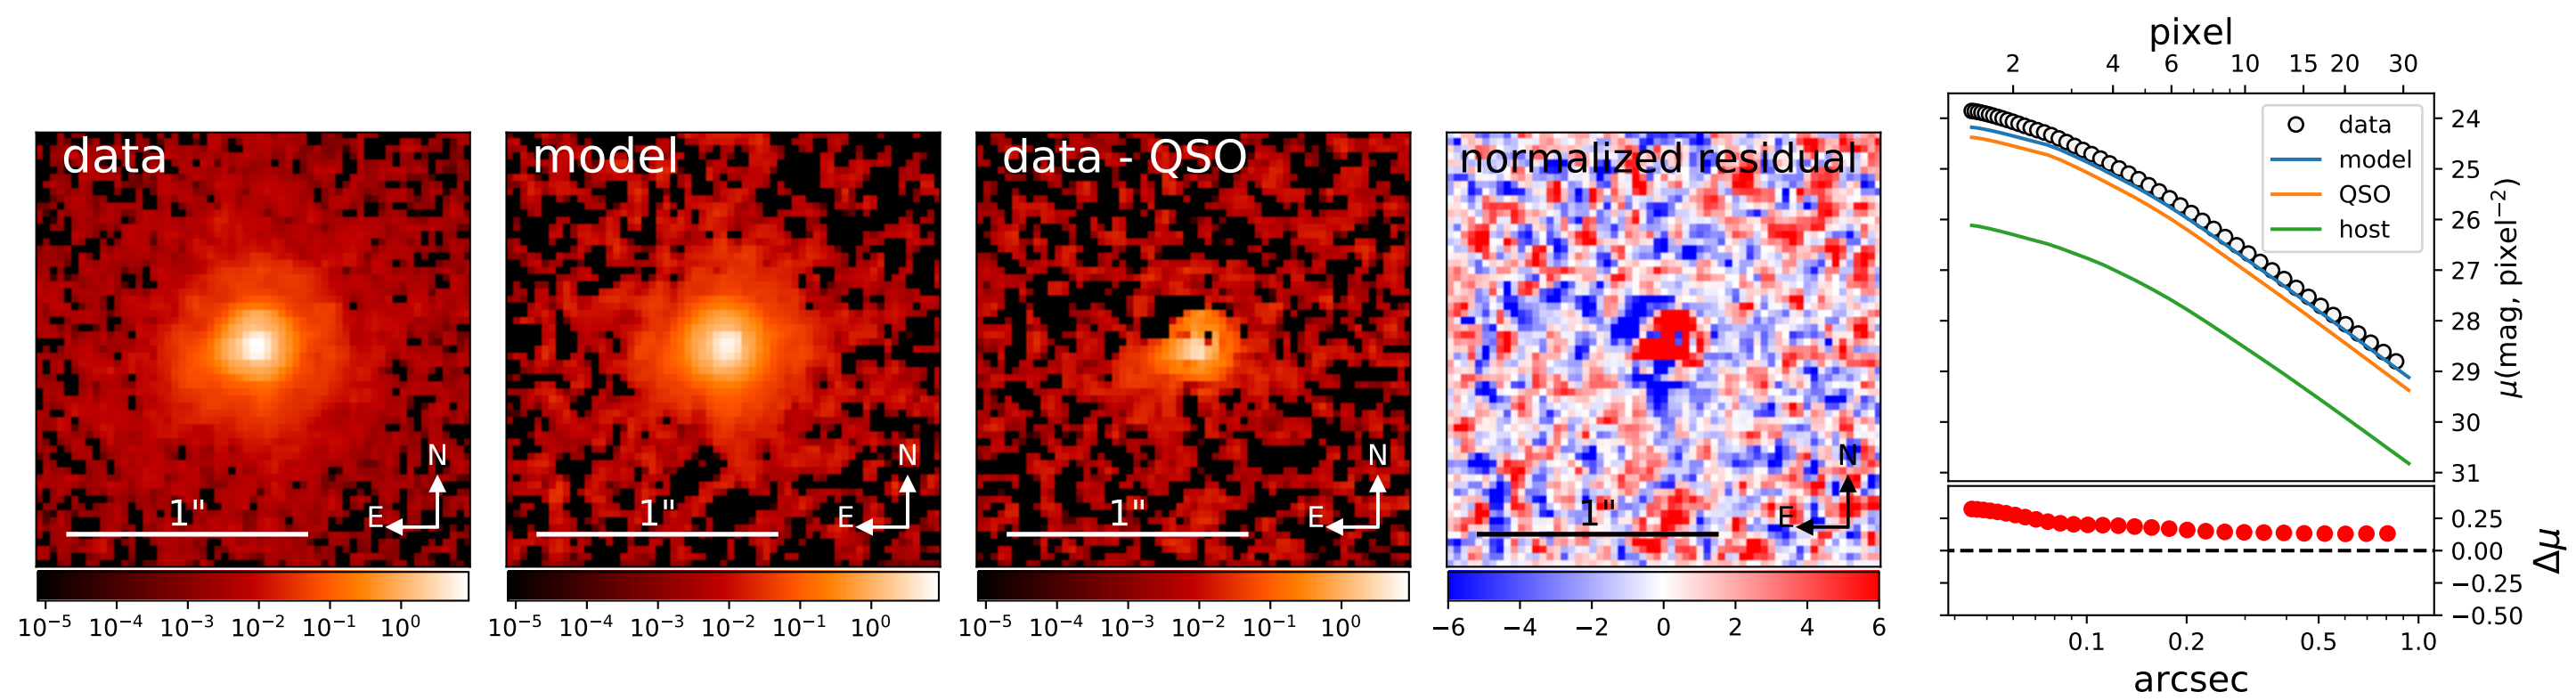 data
N
E
1"
10⁻⁵ 10⁻⁴ 10⁻³ 10⁻² 10⁻¹ 10⁰
model
N
E
1"
10⁻⁵ 10⁻⁴ 10⁻³ 10⁻² 10⁻¹ 10⁰
data - QSO
N
E
1"
10⁻⁵ 10⁻⁴ 10⁻³ 10⁻² 10⁻¹ 10⁰
normalized residual
N
E
1"
−6 −4 −2 0 2 4 6
pixel
2 4 6 10 15 20 30
data
model
QSO
host
24
25
26
27
28
29
30
31
μ(mag, pixel⁻²)
0.25
0.00
−0.25
−0.50
Δμ
0.1 0.2 0.5 1.0
arcsec